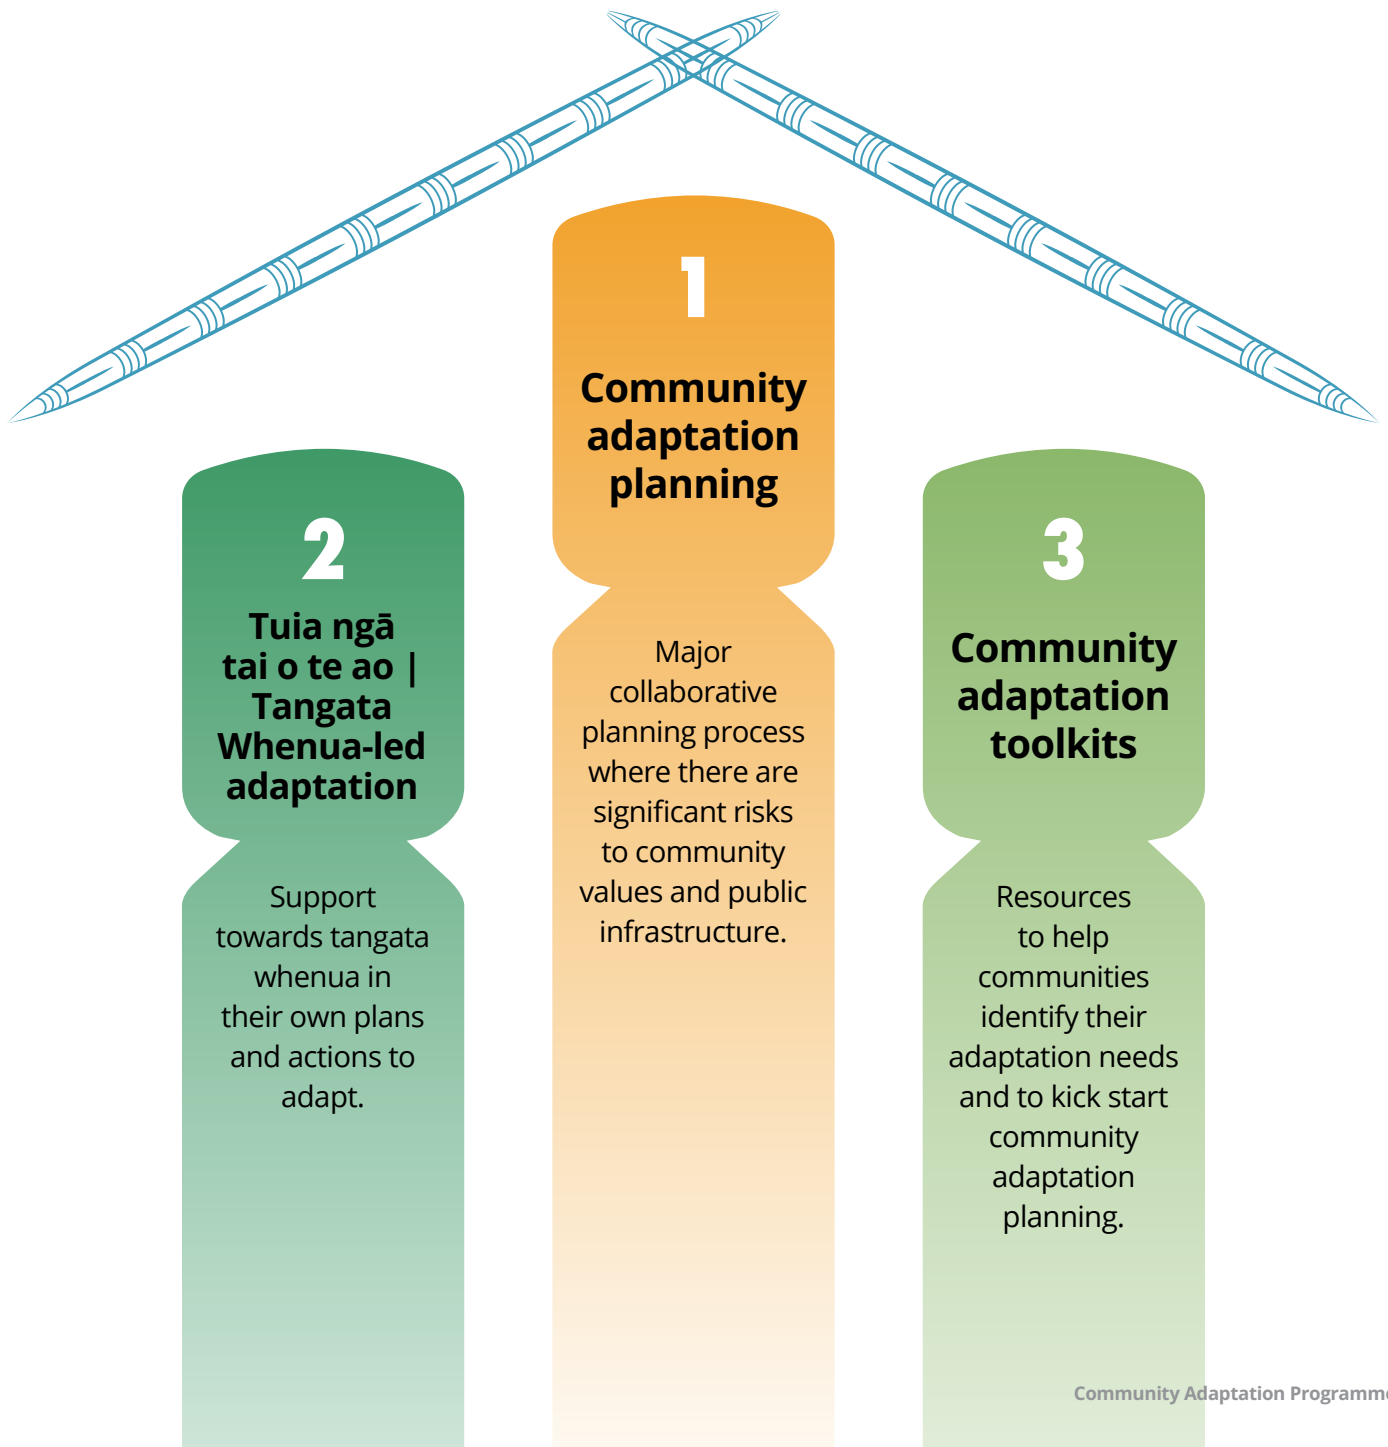 1
Community
adaptation
planning
Major
collaborative
planning process
where there are
significant risks
to community
values and public
infrastructure.
2
Tuia ngā
tai o te ao |
Tangata
Whenua-led
adaptation
Support
towards tangata
whenua in
their own plans
and actions to
adapt.
3
Community
adaptation
toolkits
Resources
to help
communities
identify their
adaptation needs
and to kick start
community
adaptation
planning.
Community Adaptation Programme